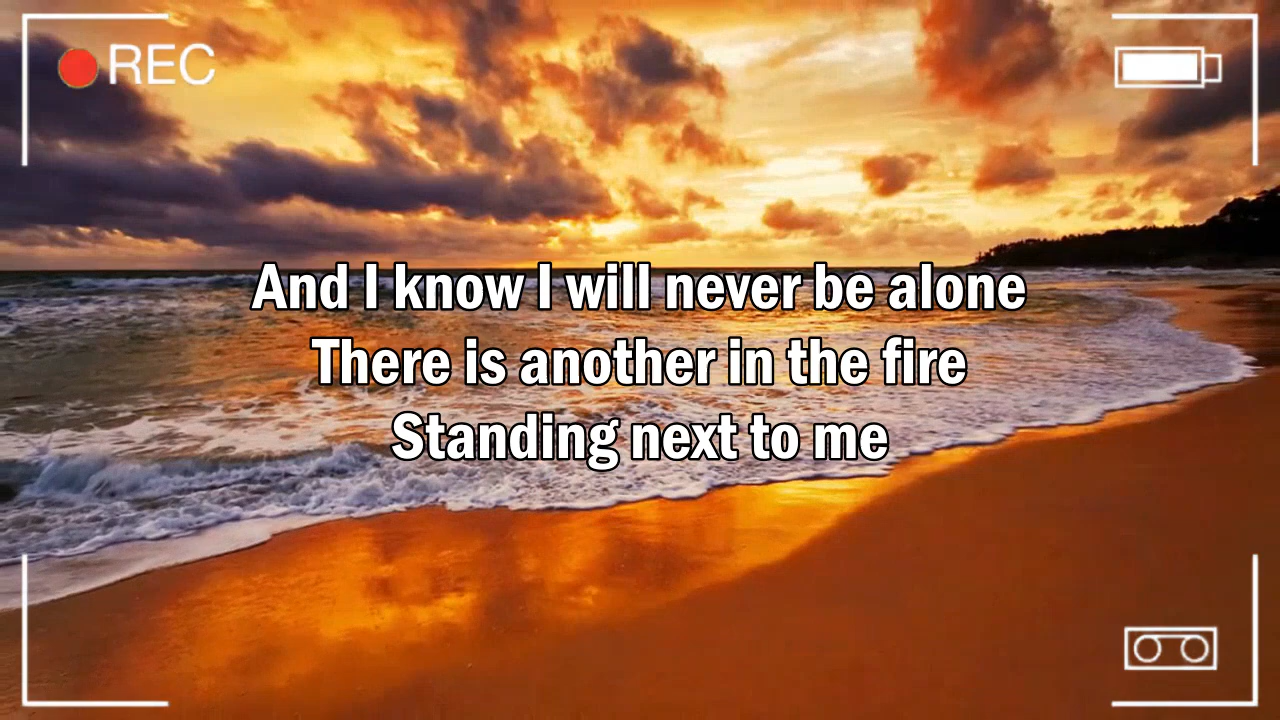 REC
And I know I will never be alone
There is another in the fire
Standing next to me